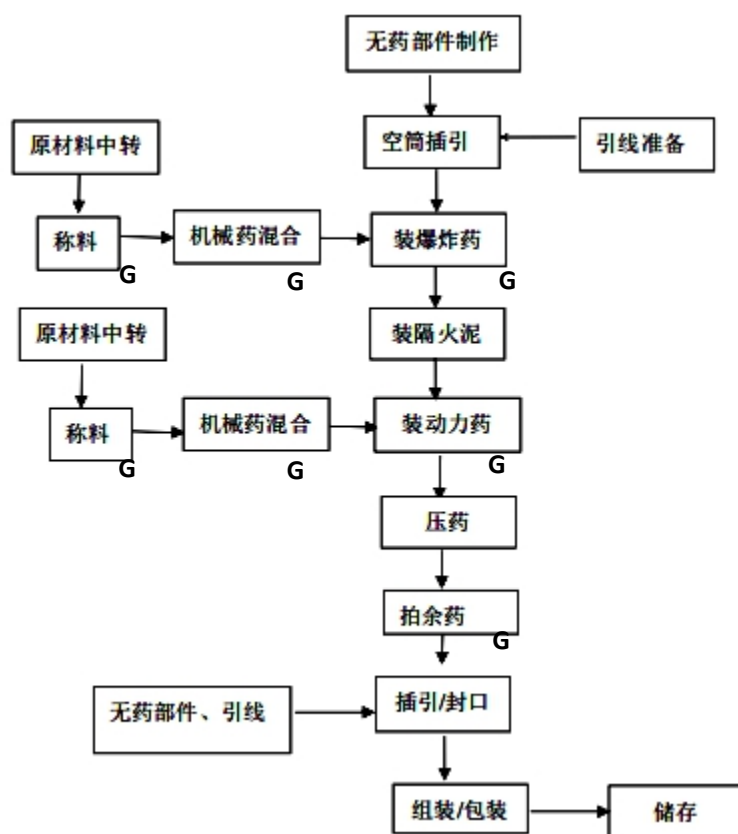 无药部件制作
空筒插引
引线准备
原材料中转
称料
G
机械药混合
G
装爆炸药
G
装隔火泥
原材料中转
称料
G
机械药混合
G
装动力药
G
压药
拍余药
G
无药部件、引线
插引/封口
组装/包装
储存